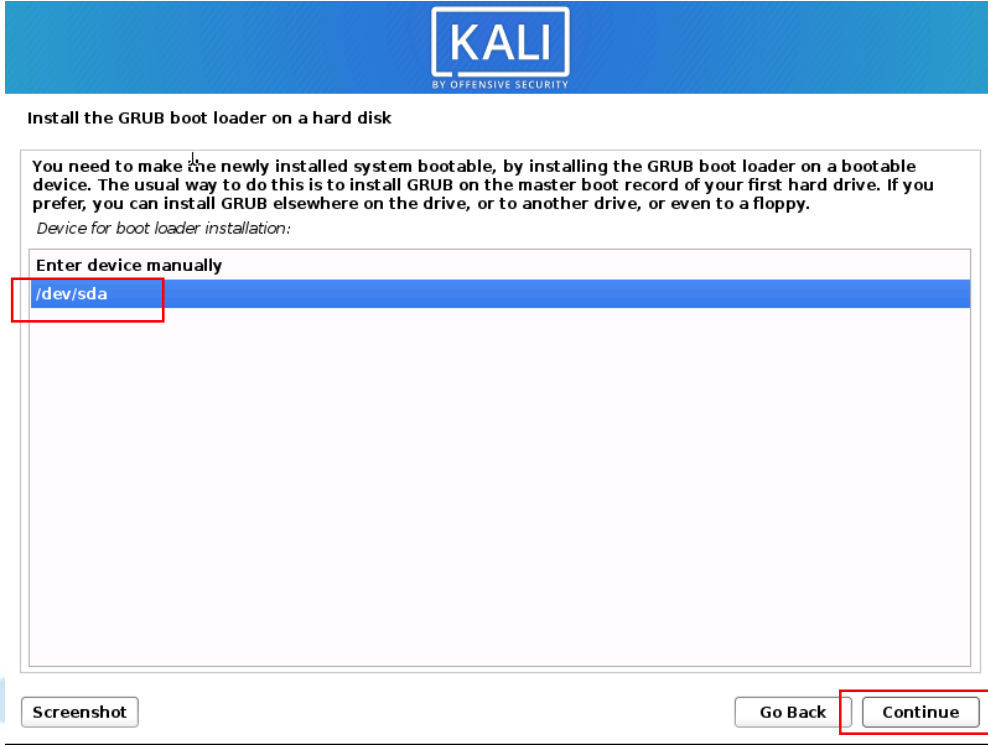 KALI
BY OFFENSIVE SECURITY
Install the GRUB boot loader on a hard disk
You need to make the newly installed system bootable, by installing the GRUB boot loader on a bootable
device. The usual way to do this is to install GRUB on the master boot record of your first hard drive. If you
prefer, you can install GRUB elsewhere on the drive, or to another drive, or even to a floppy.
Device for boot loader installation:
Enter device manually
/dev/sda
Screenshot
Go Back
Continue